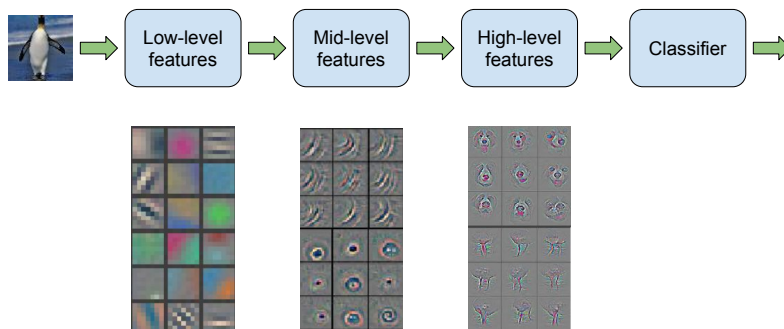 Low-level
features
Mid-level
features
High-level
features
Classifier